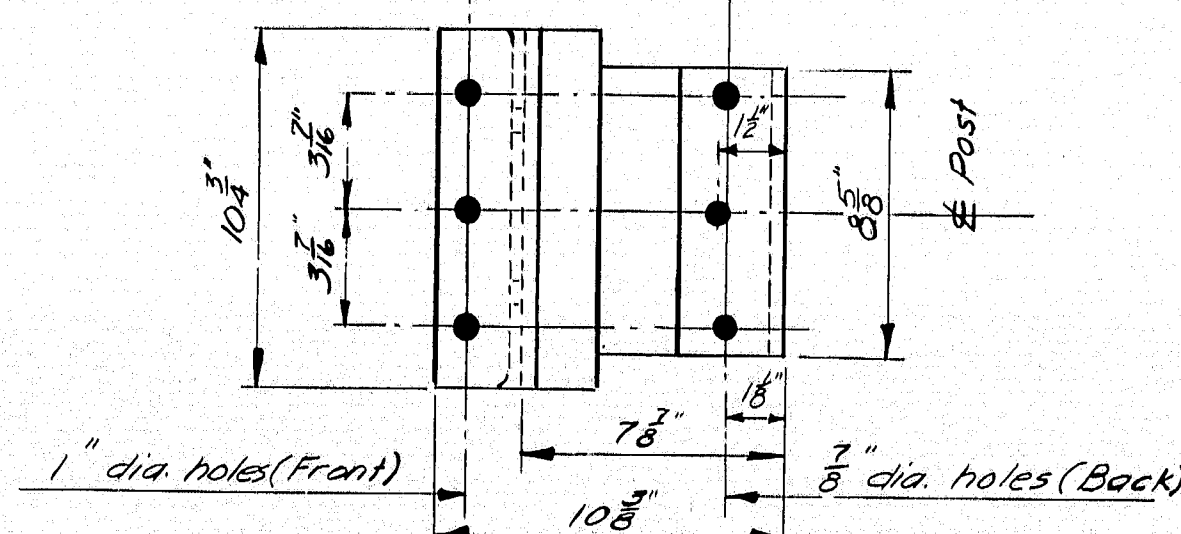 10 3/4"
3 7/16"
3 7/16"
1 1/2"
8 5/8"
℄ Post
1 1/8"
7 7/8"
1" dia. holes (Front)
7/8" dia. holes (Back)
10 3/8"